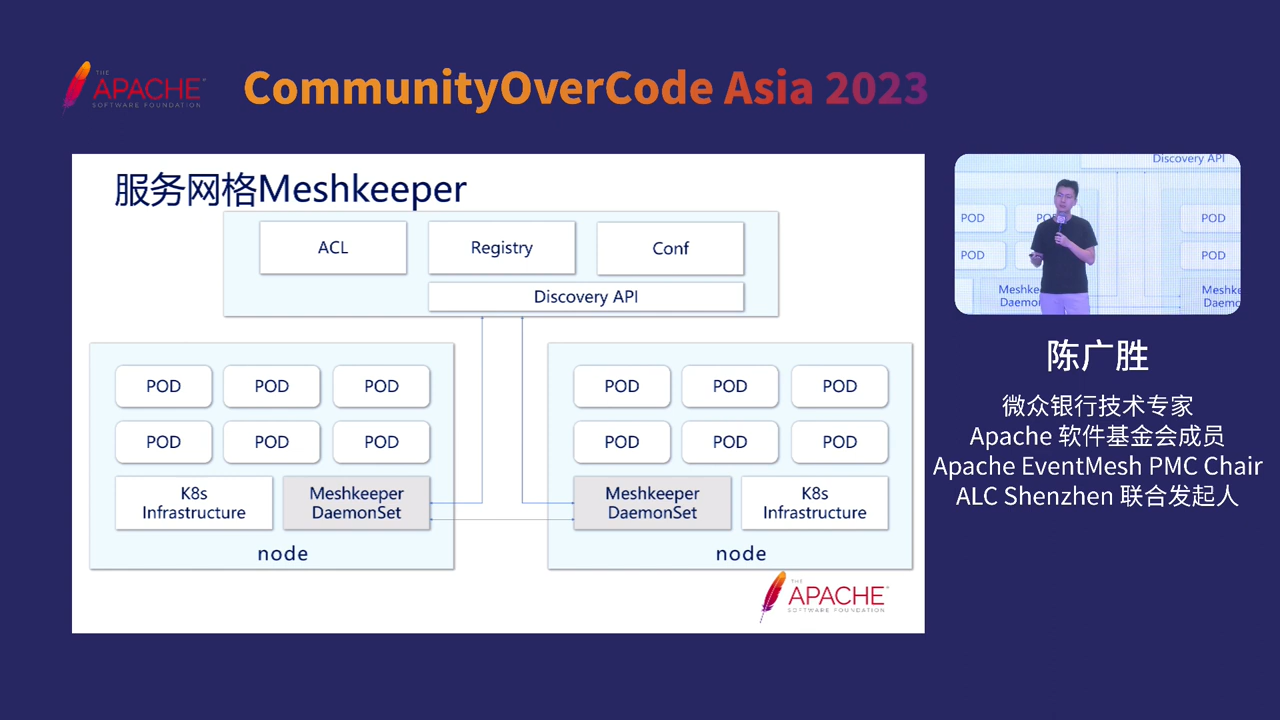 THE
APACHE
SOFTWARE FOUNDATION
CommunityOverCode Asia 2023
服务网格Meshkeeper
ACL
Registry
Conf
Discovery API
POD
POD
POD
POD
POD
POD
K8s
Infrastructure
Meshkeeper
DaemonSet
node
POD
POD
POD
POD
POD
POD
Meshkeeper
DaemonSet
K8s
Infrastructure
node
THE
APACHE
SOFTWARE FOUNDATION
Discovery API
POD
POD
POD
POD
陈广胜
微众银行技术专家
Apache 软件基金会成员
Apache EventMesh PMC Chair
ALC Shenzhen 联合发起人